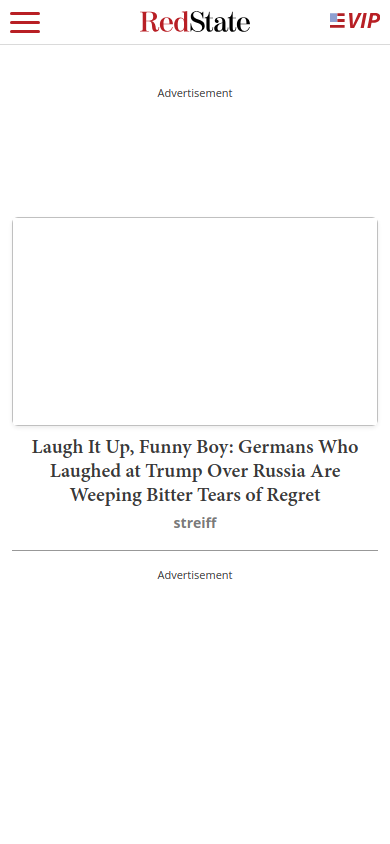 RedState
VIP
Advertisement
Laugh It Up, Funny Boy: Germans Who
Laughed at Trump Over Russia Are
Weeping Bitter Tears of Regret
streiff
Advertisement